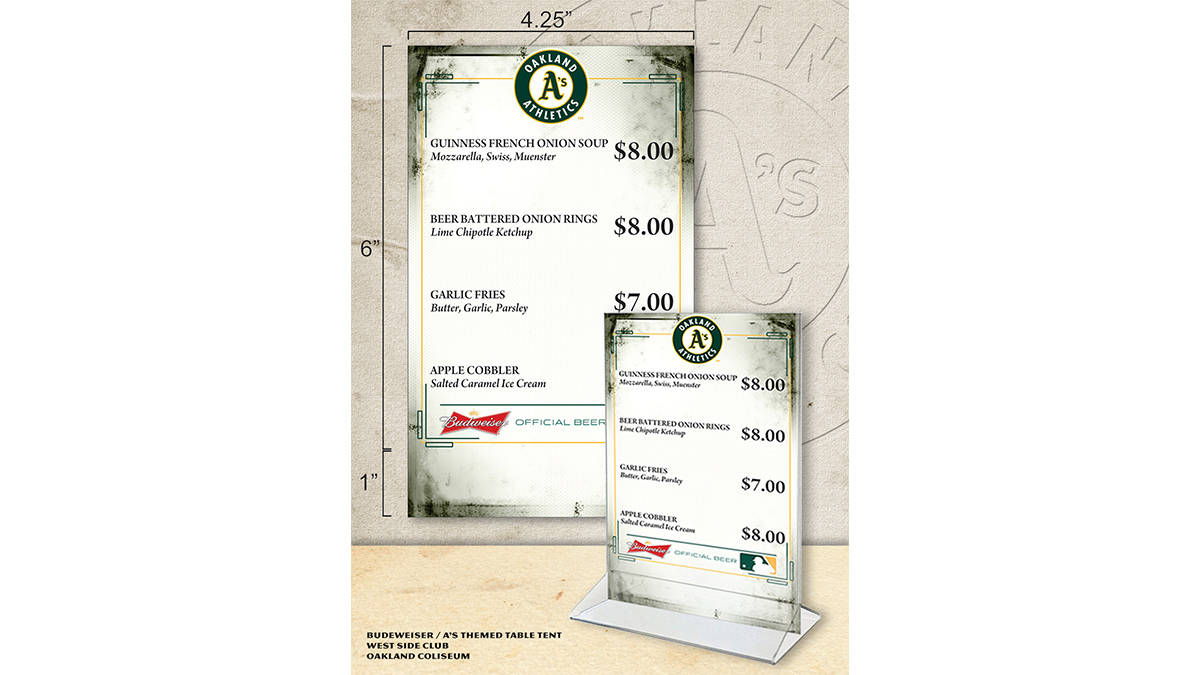 4.25”
OAKLAND
A's
ATHLETICS
™
GUINNESS FRENCH ONION SOUP $8.00
Mozzarella, Swiss, Muenster
BEER BATTERED ONION RINGS $8.00
Lime Chipotle Ketchup
GARLIC FRIES $7.00
Butter, Garlic, Parsley
APPLE COBBLER
Salted Caramel Ice Cream
Budweiser OFFICIAL BEER
6”
1”
OAKLAND
A's
ATHLETICS
GUINNESS FRENCH ONION SOUP $8.00
Mozzarella, Swiss, Muenster
BEER BATTERED ONION RINGS $8.00
Lime Chipotle Ketchup
GARLIC FRIES $7.00
Butter, Garlic, Parsley
APPLE COBBLER $8.00
Salted Caramel Ice Cream
Budweiser OFFICIAL BEER
A's
BUDEWEISER / A'S THEMED TABLE TENT
WEST SIDE CLUB
OAKLAND COLISEUM